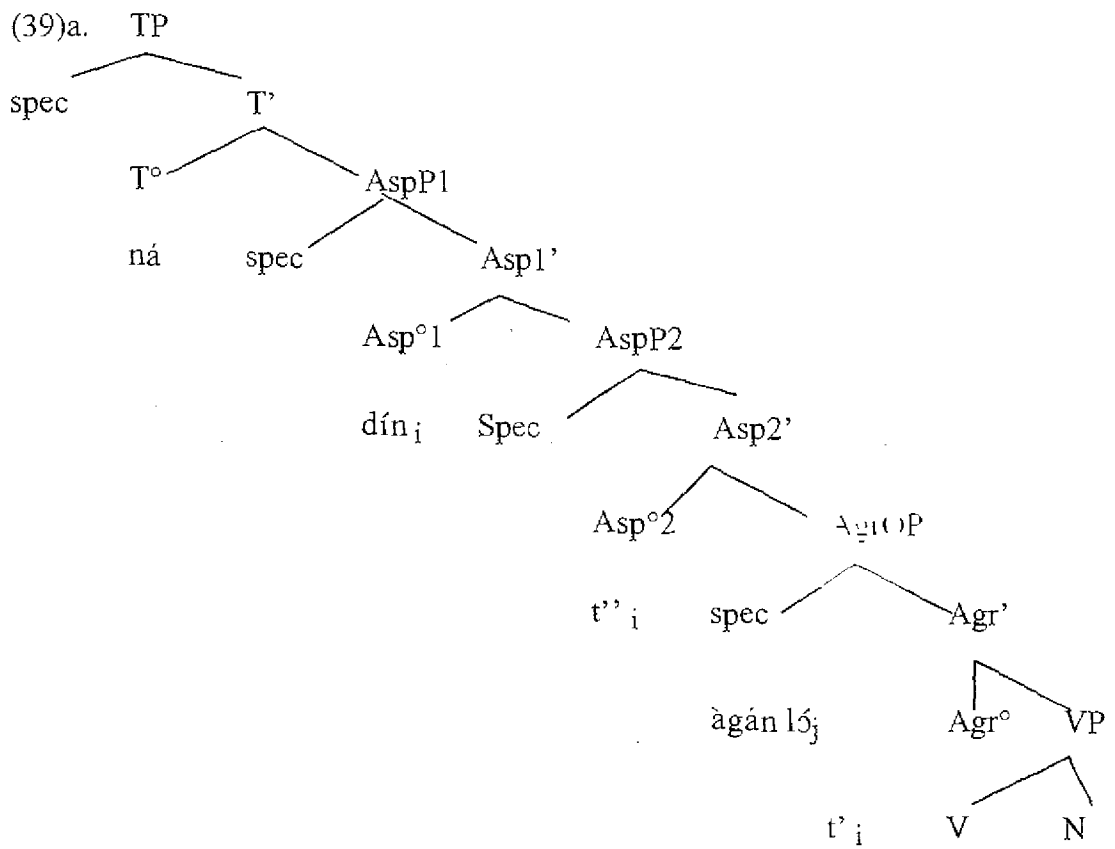 (39)a. TP
spec T'
T° AspP1
ná spec Asp1'
Asp°1 AspP2
dín i Spec Asp2'
Asp°2 AgrOP
t'' i spec Agr'
àgán lɔ́ j Agr° VP
t' i V N